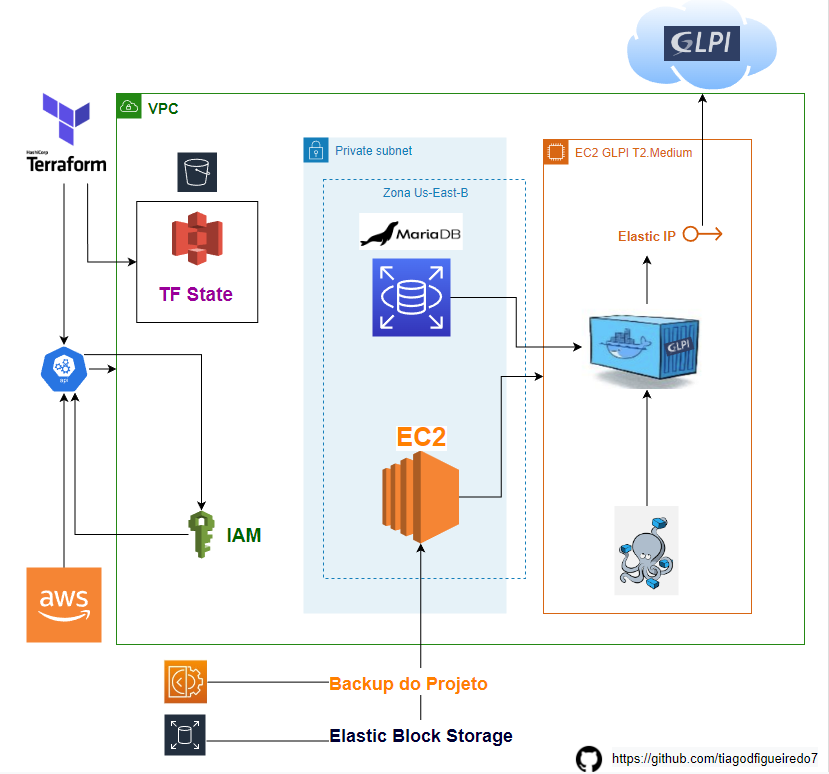 GLPI
VPC
HashiCorp
Terraform
Private subnet
EC2 GLPI T2.Medium
Zona Us-East-B
MariaDB
Elastic IP
TF State
GLPI
api
EC2
IAM
aws
Backup do Projeto
Elastic Block Storage
https://github.com/tiagodfigueiredo7